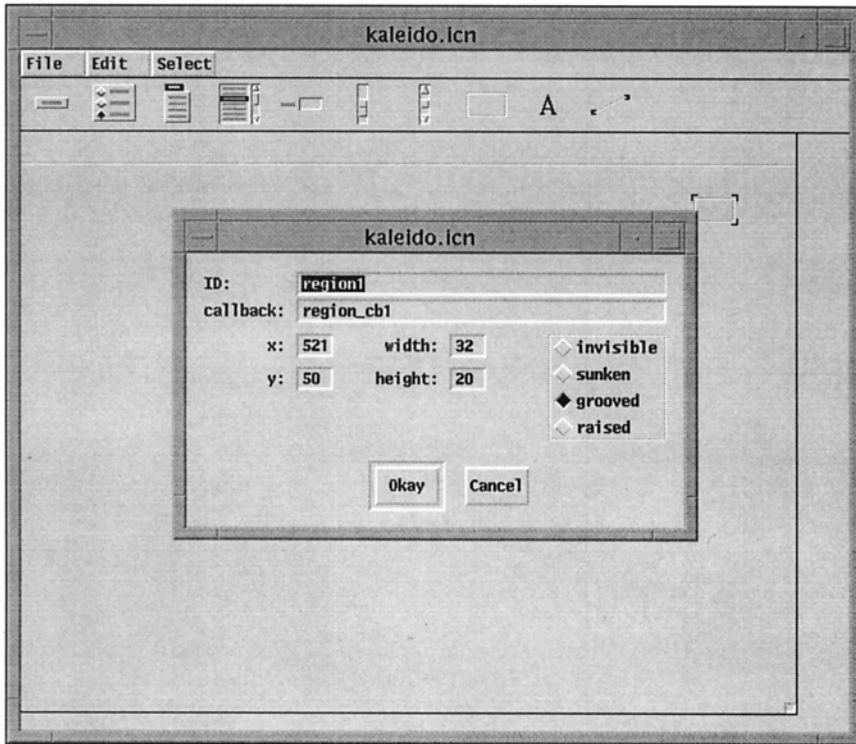 kaleido.icn
File Edit Select
A
kaleido.icn
ID: region1
callback: region_cb1
x: 521 width: 32
y: 50 height: 20
invisible
sunken
grooved
raised
Okay Cancel